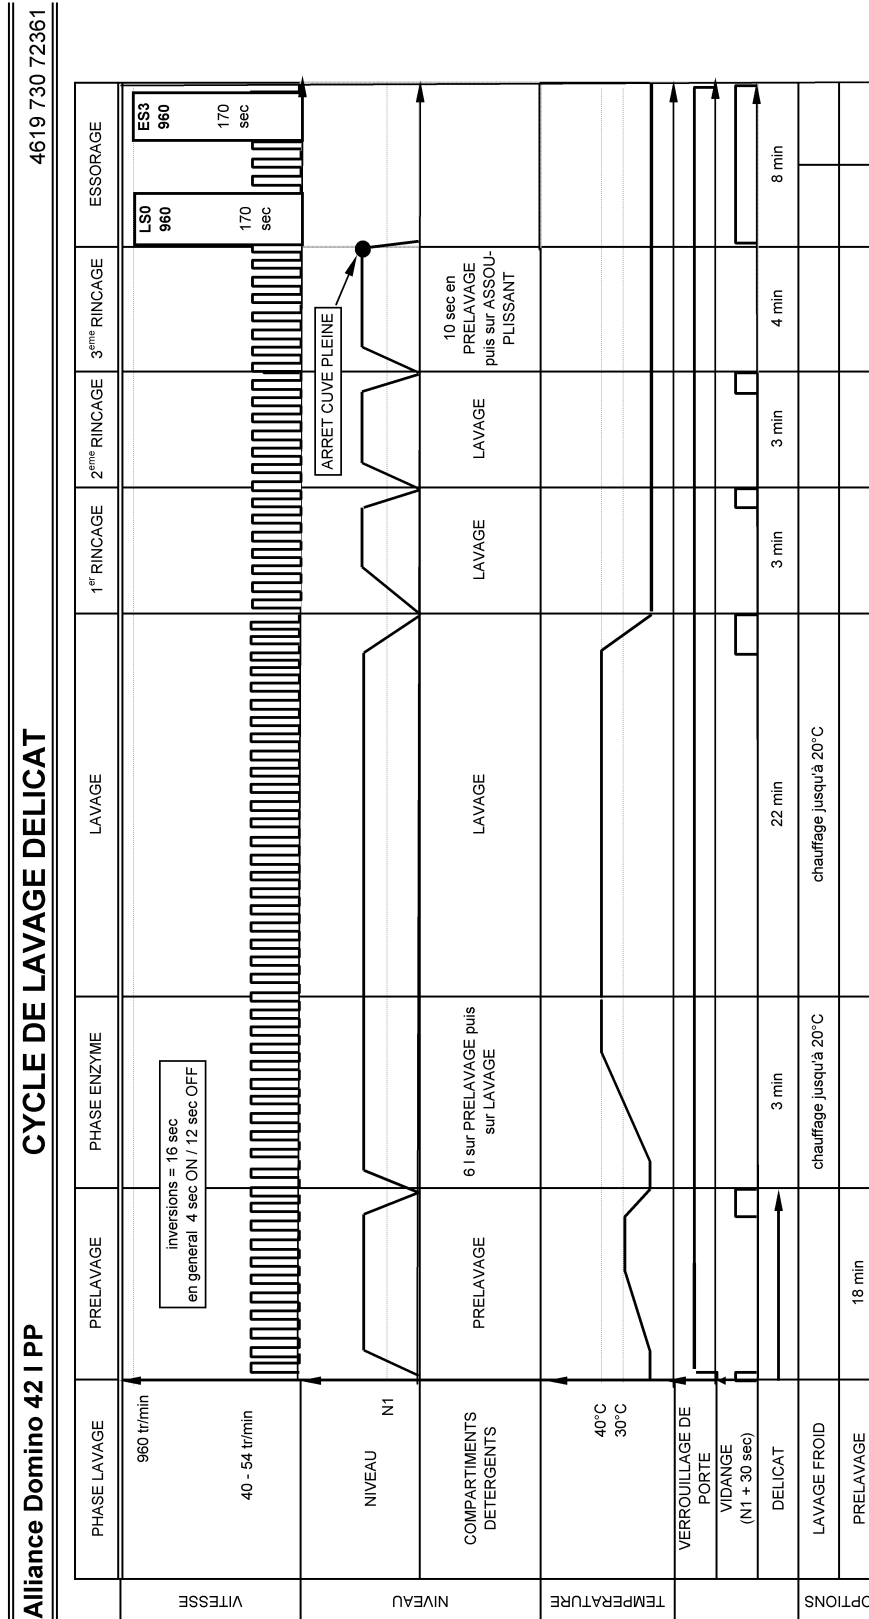 Alliance Domino 42 l PP
CYCLE DE LAVAGE DELICAT
4619 730 72361
PHASE LAVAGE
PRELAVAGE
PHASE ENZYME
LAVAGE
1er RINCAGE
2eme RINCAGE
3eme RINCAGE
ESSORAGE
VITESSE
960 tr/min
40 - 54 tr/min
inversions = 16 sec
en general 4 sec ON / 12 sec OFF
LS0
960
170
sec
ES3
960
170
sec
NIVEAU
N1
ARRET CUVE PLEINE
NIVEAU
COMPARTIMENTS
DETERGENTS
PRELAVAGE
6 l sur PRELAVAGE puis
sur LAVAGE
LAVAGE
LAVAGE
LAVAGE
10 sec en
PRELAVAGE
puis sur ASSOU-
PLISSANT
TEMPERATURE
40°C
30°C
VERROUILLAGE DE
PORTE
VIDANGE
(N1 + 30 sec)
DELICAT
3 min
22 min
3 min
3 min
4 min
8 min
OPTIONS
LAVAGE FROID
chauffage jusqu'à 20°C
chauffage jusqu'à 20°C
PRELAVAGE
18 min